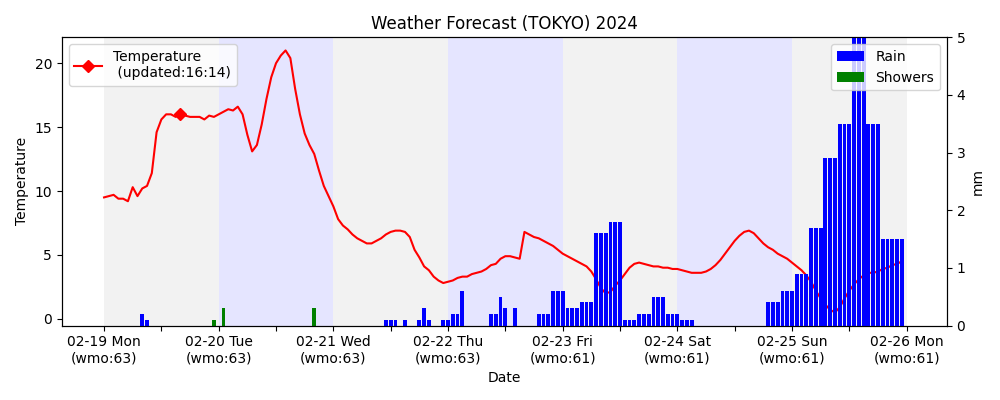 Weather Forecast (TOKYO) 2024
Temperature
(updated:16:14)
Rain
Showers
Temperature
20
15
10
5
0
mm
5
4
3
2
1
0
02-19 Mon
(wmo:63)
02-20 Tue
(wmo:63)
02-21 Wed
(wmo:63)
02-22 Thu
(wmo:63)
02-23 Fri
(wmo:61)
02-24 Sat
(wmo:61)
02-25 Sun
(wmo:61)
02-26 Mon
(wmo:61)
Date